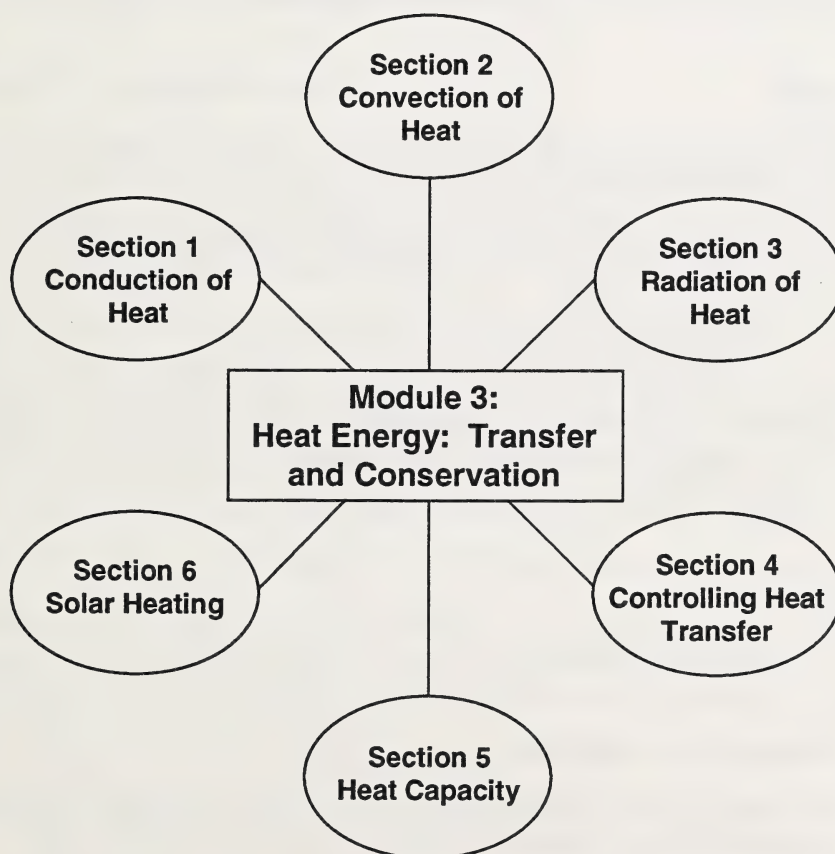 Section 2
Convection of
Heat
Section 1
Conduction of
Heat
Section 3
Radiation of
Heat
Module 3:
Heat Energy: Transfer
and Conservation
Section 6
Solar Heating
Section 4
Controlling Heat
Transfer
Section 5
Heat Capacity